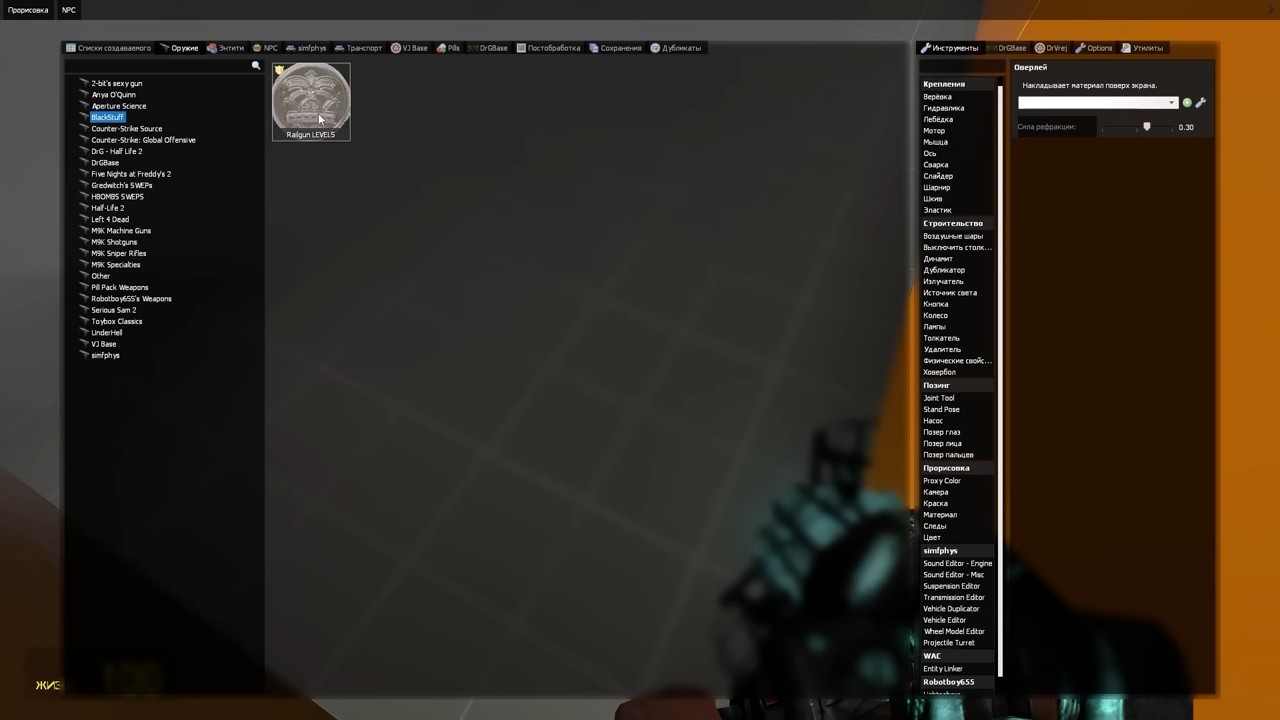 Прорисовка NPC
Списки создаваемого Оружие Энтити NPC simfphys Транспорт VJ Base Pills DrGBase Постобработка Сохранения Дубликаты
2-bit's sexy gun
Anya O'Quinn
Aperture Science
BlackStuff
Counter-Strike Source
Counter-Strike: Global Offensive
DrG - Half Life 2
DrGBase
Five Nights at Freddy's 2
Gredwitch's SWEPs
HBOMBS SWEPS
Half-Life 2
Left 4 Dead
M9K Machine Guns
M9K Shotguns
M9K Sniper Rifles
M9K Specialties
Other
Pill Pack Weapons
Robotboy655's Weapons
Serious Sam 2
Toybox Classics
UnderHell
VJ Base
simfphys
Railgun LEVEL5
Инструменты DrGBase DrVrej Options Утилиты
Крепления
Верёвка
Гидравлика
Лебёдка
Мотор
Мышца
Ось
Сварка
Слайдер
Шарнир
Шкив
Эластик
Строительство
Воздушные шары
Выключить столк...
Динамит
Дубликатор
Излучатель
Источник света
Кнопка
Колесо
Лампы
Толкатель
Удалитель
Физические свойс...
Ховербол
Позинг
Joint Tool
Stand Pose
Насос
Позер глаз
Позер лица
Позер пальцев
Прорисовка
Proxy Color
Камера
Краска
Материал
Следы
Цвет
simfphys
Sound Editor - Engine
Sound Editor - Misc
Suspension Editor
Transmission Editor
Vehicle Duplicator
Vehicle Editor
Wheel Model Editor
Projectile Turret
WAC
Entity Linker
Robotboy655
Оверлей
Накладывает материал поверх экрана.
Сила рефракции: 0.30
ЖИЗ 100